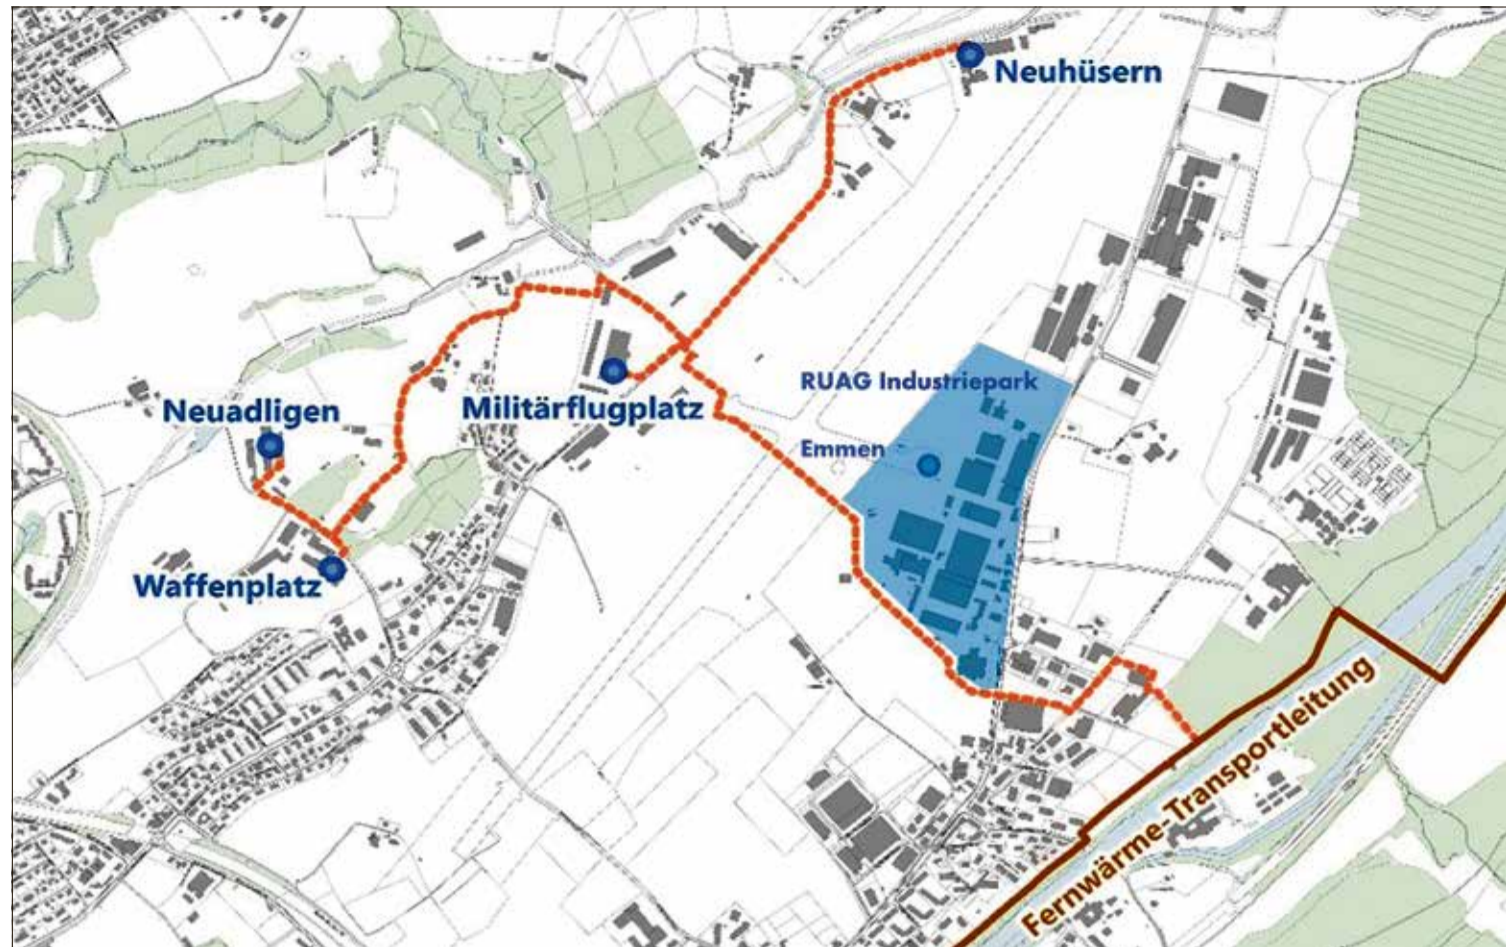 Neuhüsern
RUAG Industriepark
Neuadligen
Militärflugplatz
Emmen
Waffenplatz
Fernwärme-Transportleitung